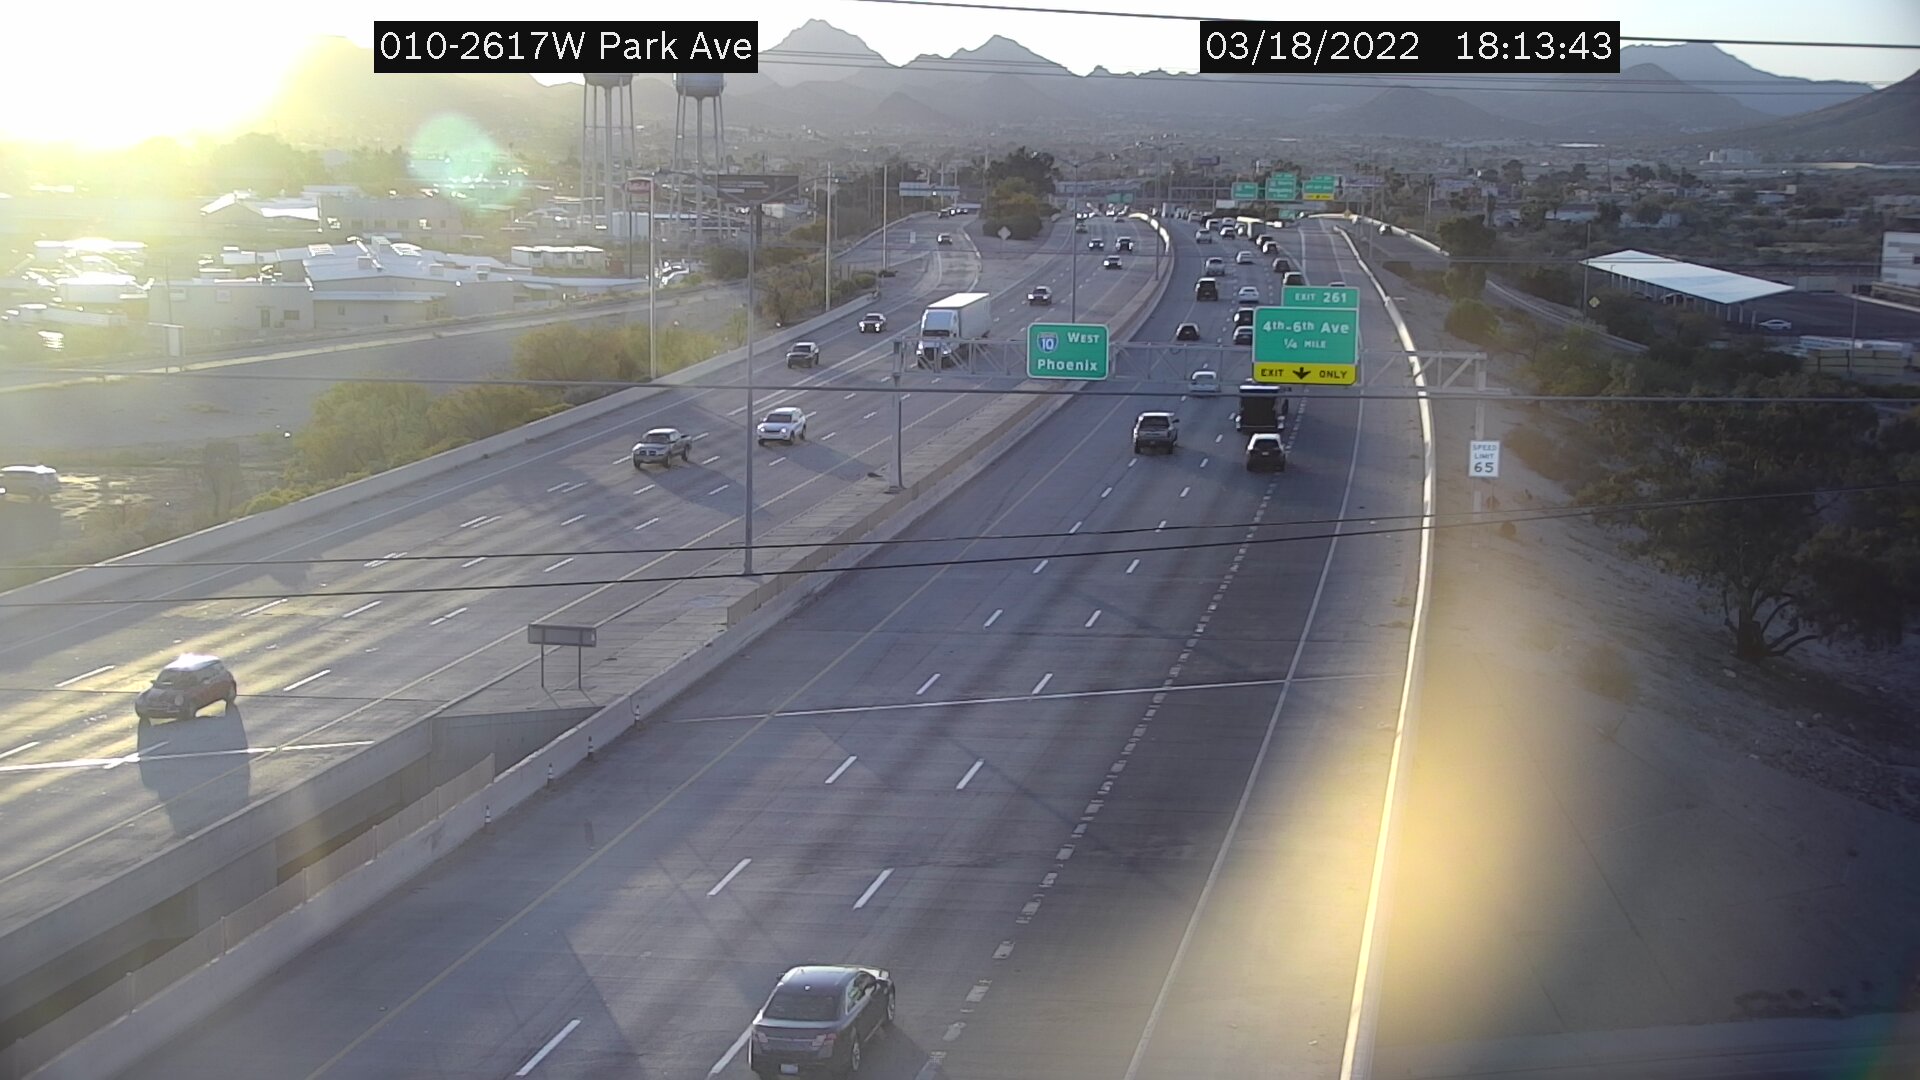 010-2617W Park Ave
03/18/2022 18:13:43
EXIT 261
4th-6th Ave
1/4 MILE
EXIT ONLY
10 WEST
Phoenix
SPEED
LIMIT
65